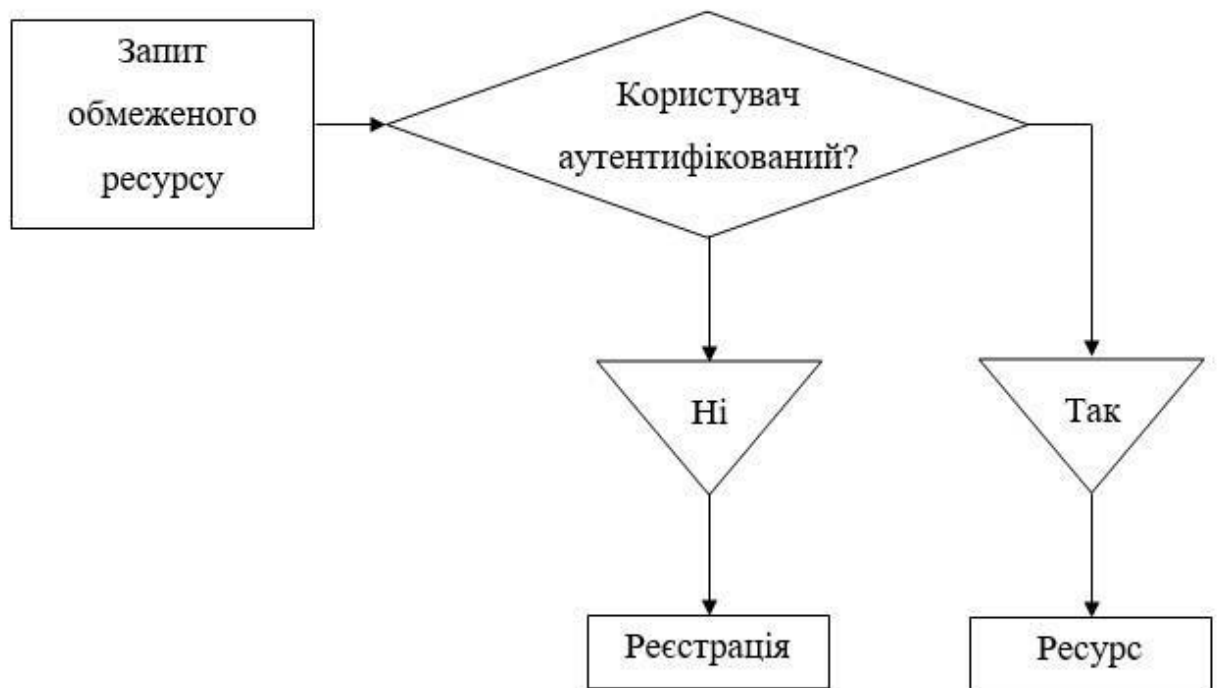 Запит
обмеженого
ресурсу
Користувач
аутентифікований?
Ні
Так
Реєстрація
Ресурс